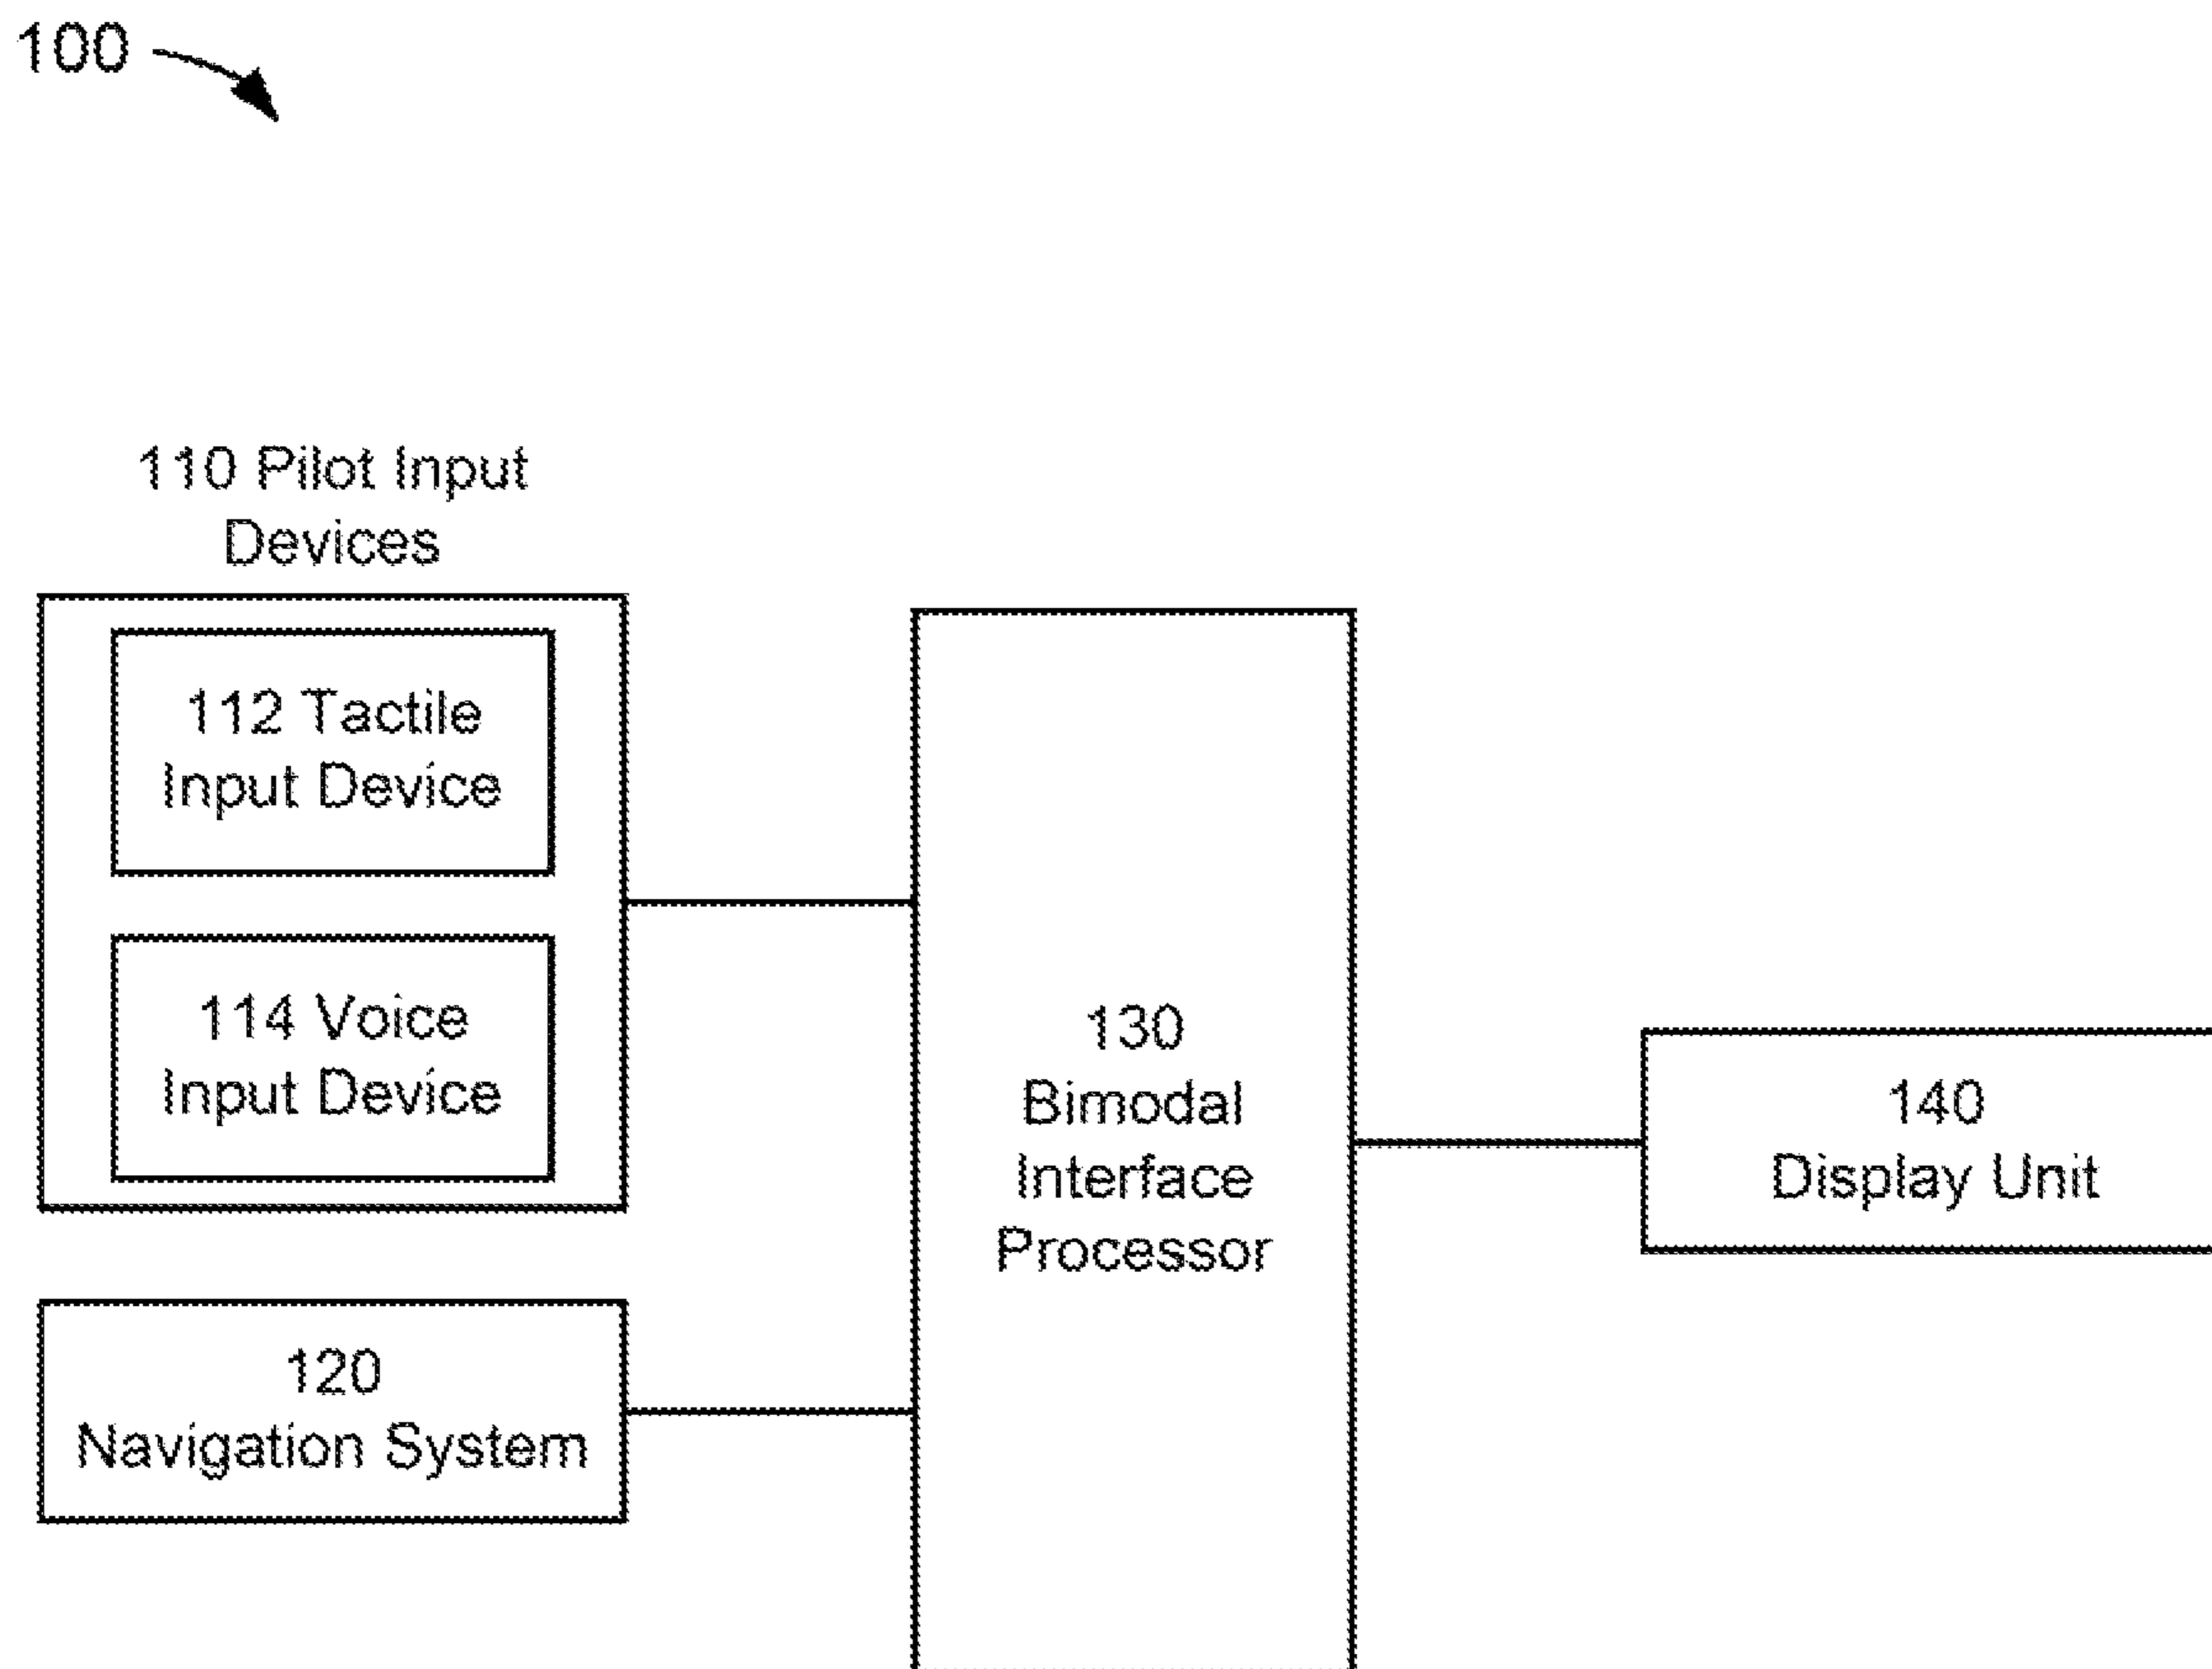 100
110 Pilot Input
Devices
112 Tactile
Input Device
114 Voice
Input Device
120
Navigation System
130
Bimodal
Interface
Processor
140
Display Unit